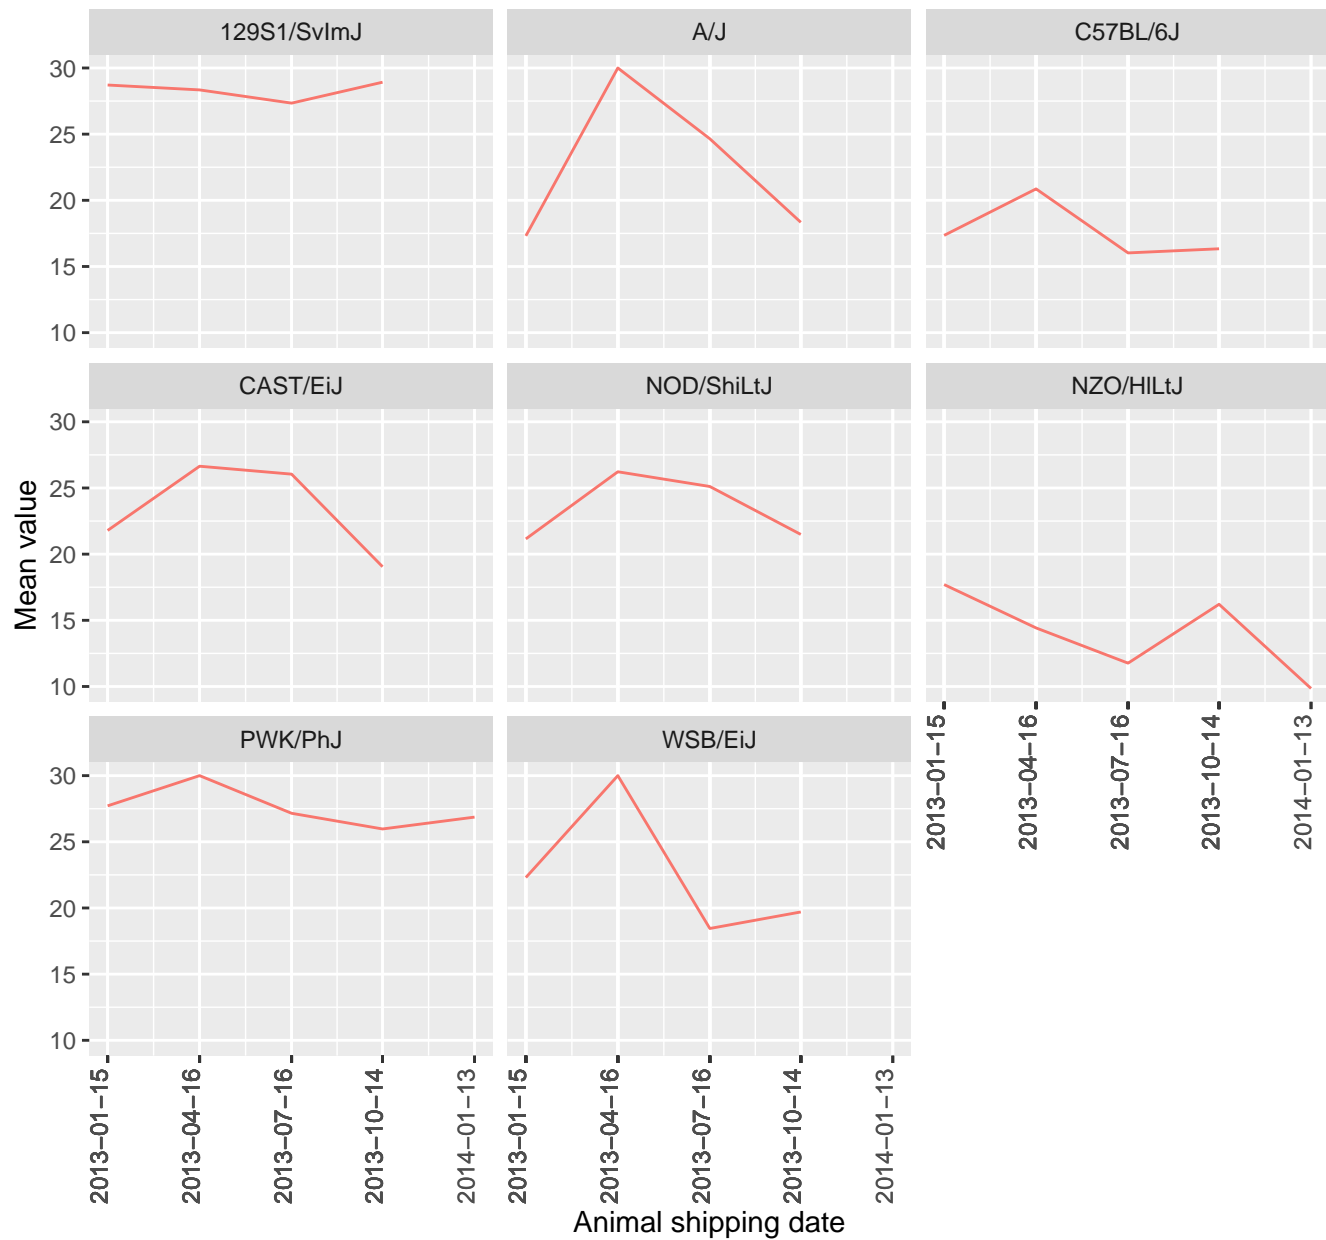 129S1/SvImJ A/J C57BL/6J
30
25
20
15
10
CAST/EiJ NOD/ShiLtJ NZO/HlLtJ
30
25
20
15
10
Mean value
2013-01-15 2013-04-16 2013-07-16 2013-10-14 2014-01-13
PWK/PhJ WSB/EiJ
30
25
20
15
10
2013-01-15 2013-04-16 2013-07-16 2013-10-14 2014-01-13 2013-01-15 2013-04-16 2013-07-16 2013-10-14 2014-01-13
Animal shipping date